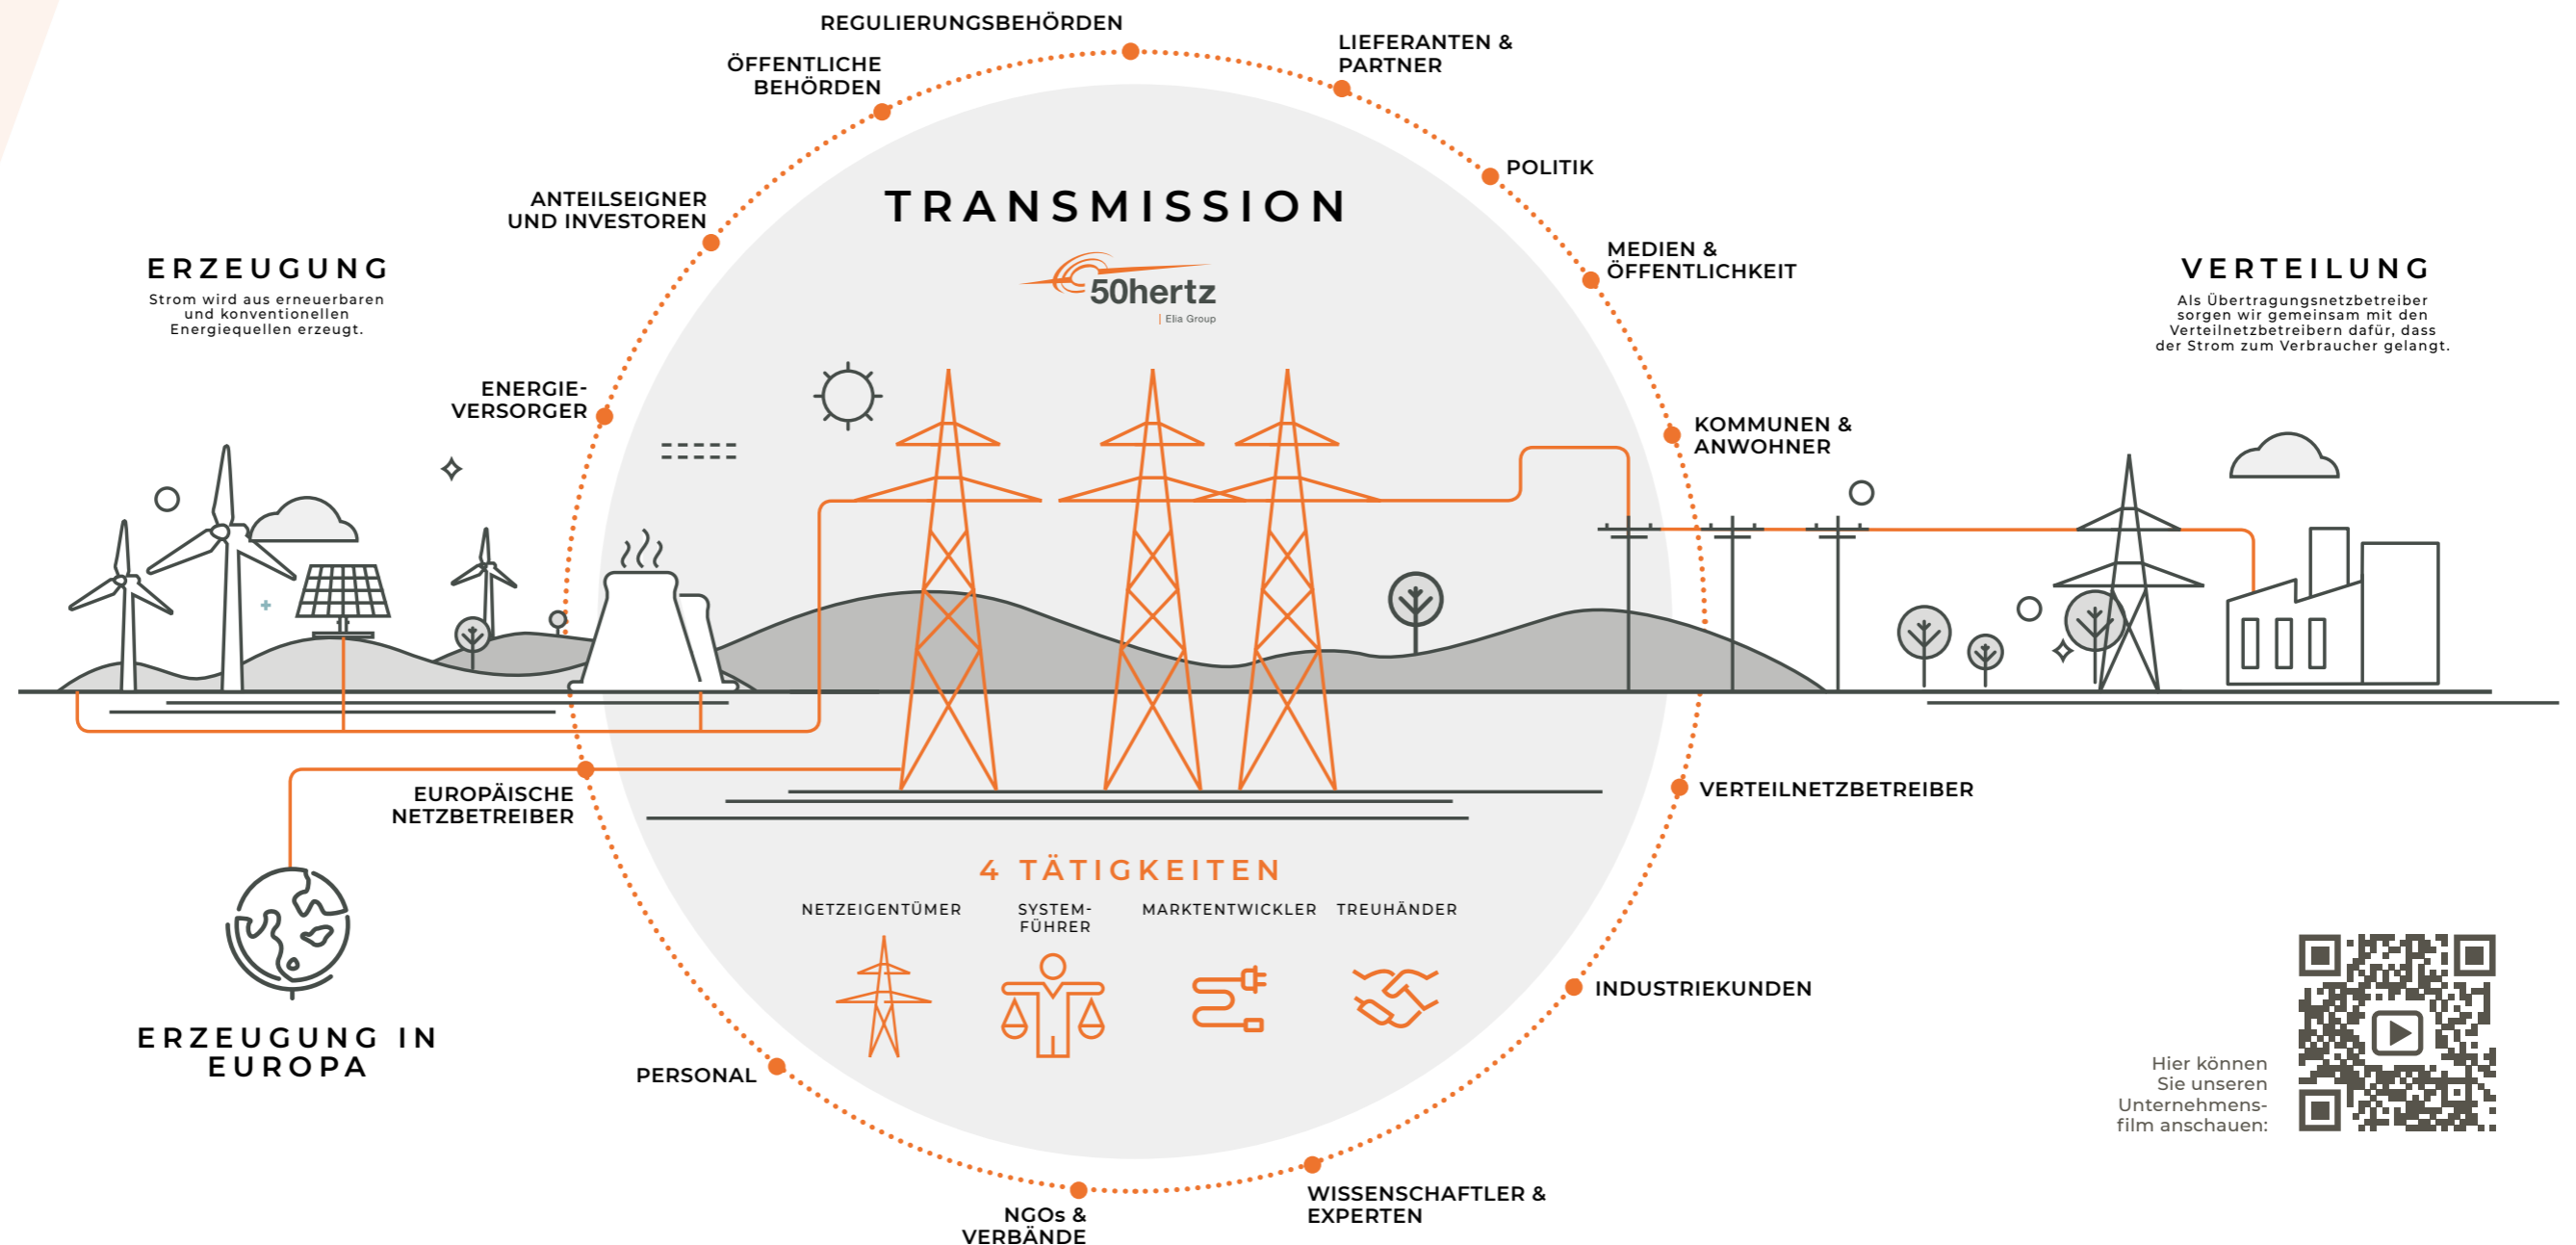 REGULIERUNGSBEHÖRDEN
ÖFFENTLICHE
BEHÖRDEN
LIEFERANTEN &
PARTNER
POLITIK
ANTEILSEIGNER
UND INVESTOREN
TRANSMISSION
50hertz
Elia Group
MEDIEN &
ÖFFENTLICHKEIT
ERZEUGUNG
Strom wird aus erneuerbaren
und konventionellen
Energiequellen erzeugt.
VERTEILUNG
Als Übertragungsnetzbetreiber
sorgen wir gemeinsam mit den
Verteilnetzbetreibern dafür, dass
der Strom zum Verbraucher gelangt.
ENERGIE-
VERSORGER
KOMMUNEN &
ANWOHNER
EUROPÄISCHE
NETZBETREIBER
VERTEILNETZBETREIBER
4 TÄTIGKEITEN
NETZEIGENTÜMER
SYSTEM-
FÜHRER
MARKTENTWICKLER
TREUHÄNDER
INDUSTRIEKUNDEN
ERZEUGUNG IN
EUROPA
PERSONAL
Hier können
Sie unseren
Unternehmens-
film anschauen:
WISSENSCHAFTLER &
EXPERTEN
NGOs &
VERBÄNDE